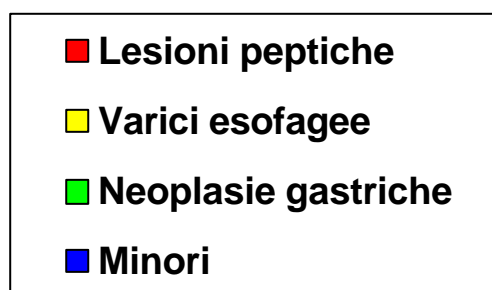 Lesioni peptiche
Varici esofagee
Neoplasie gastriche
Minori